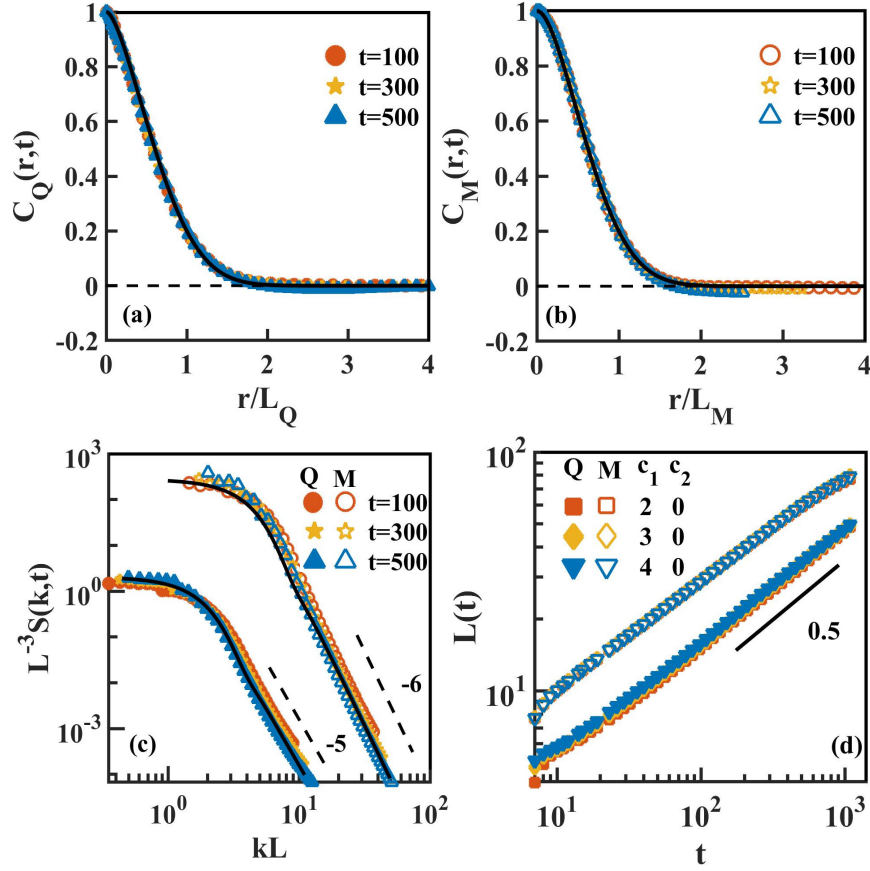 1
0.8
0.6
0.4
0.2
0
-0.2
C_Q(r,t)
t=100
t=300
t=500
(a)
0 1 2 3 4
r/L_Q
1
0.8
0.6
0.4
0.2
0
-0.2
C_M(r,t)
t=100
t=300
t=500
(b)
0 1 2 3 4
r/L_M
10^3
10^0
10^-3
L^-3S(k,t)
Q M
t=100
t=300
t=500
-6
-5
(c)
10^0 10^1 10^2
kL
10^2
10^1
L(t)
Q M c_1 c_2
2 0
3 0
4 0
0.5
(d)
10^1 10^2 10^3
t